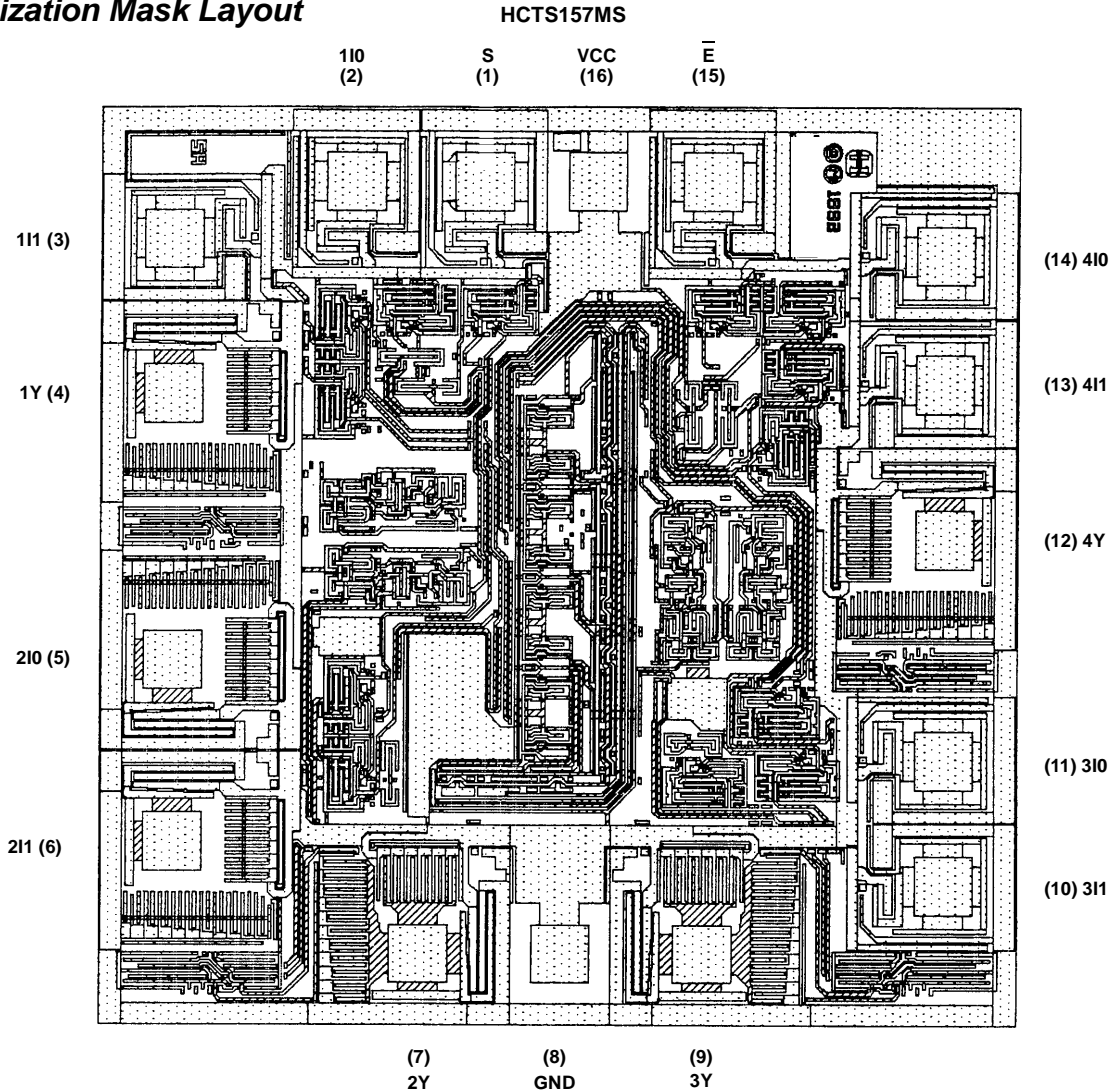 ization Mask Layout
HCTS157MS
1I0
(2)
S
(1)
VCC
(16)
E
(15)
1I1 (3)
(14) 4I0
1Y (4)
(13) 4I1
(12) 4Y
2I0 (5)
(11) 3I0
2I1 (6)
(10) 3I1
(7)
2Y
(8)
GND
(9)
3Y